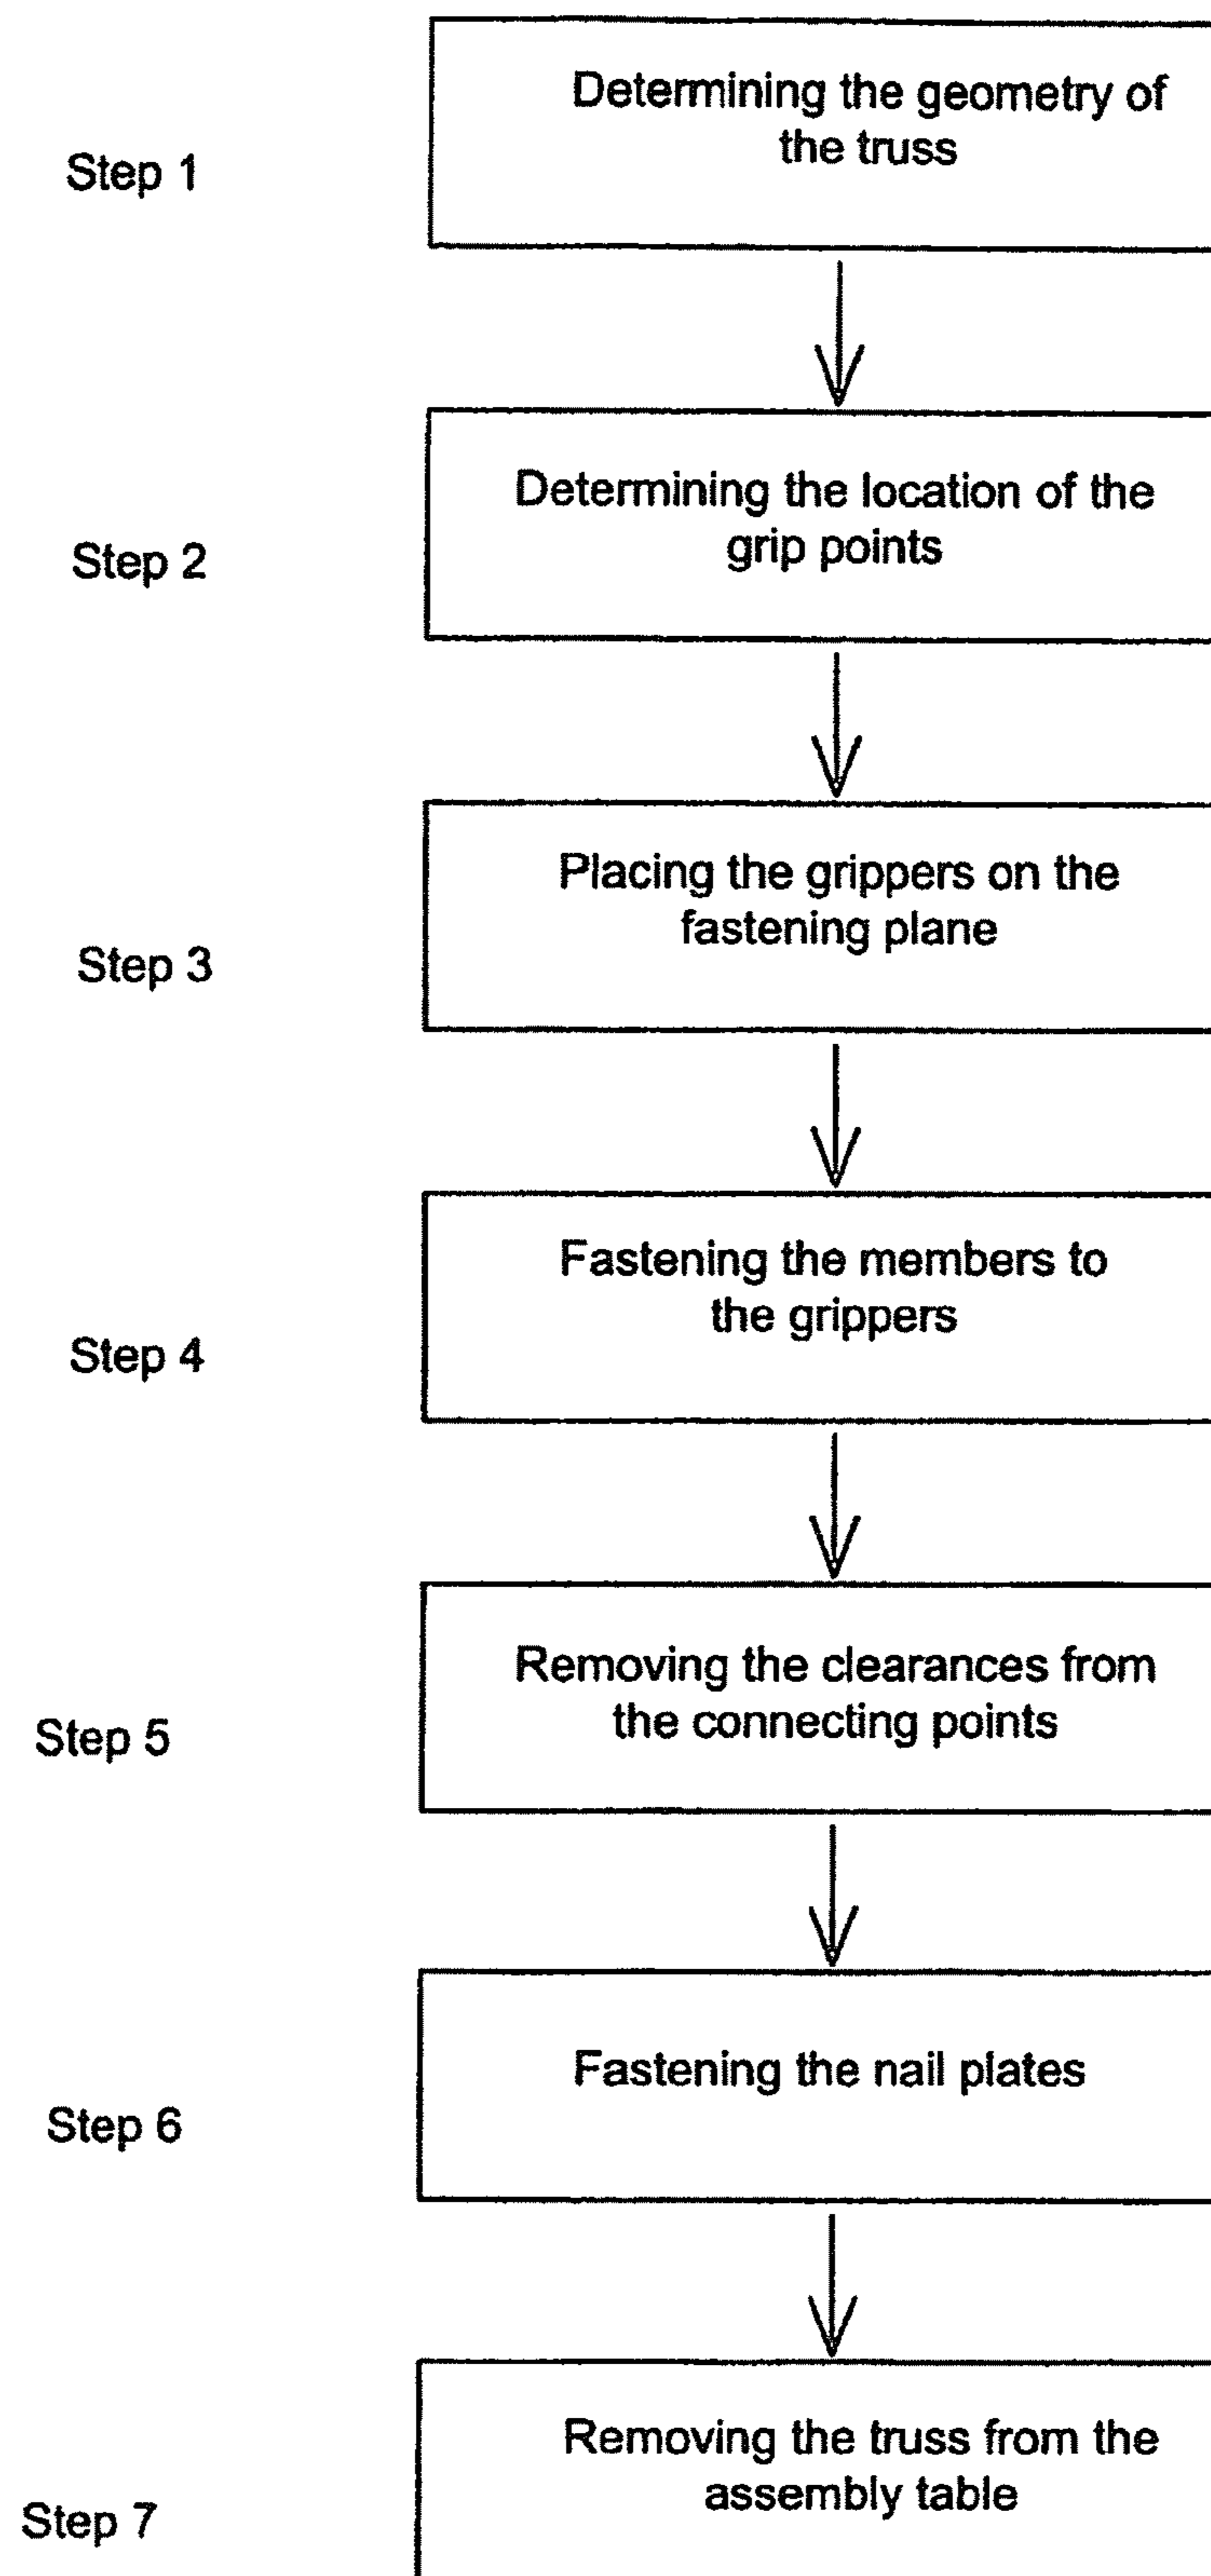 Determining the geometry of
the truss
Step 1
Determining the location of the
grip points
Step 2
Placing the grippers on the
fastening plane
Step 3
Fastening the members to
the grippers
Step 4
Removing the clearances from
the connecting points
Step 5
Fastening the nail plates
Step 6
Removing the truss from the
assembly table
Step 7